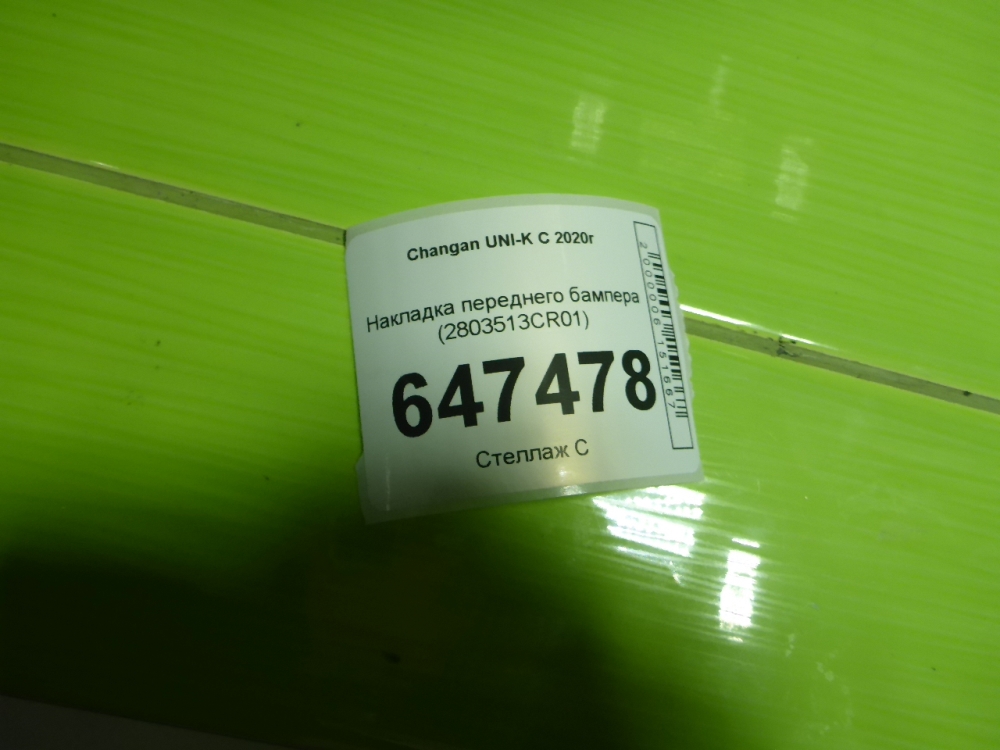 Changan UNI-K С 2020г
Накладка переднего бампера
(2803513CR01)
647478
Стеллаж С
2000006151667